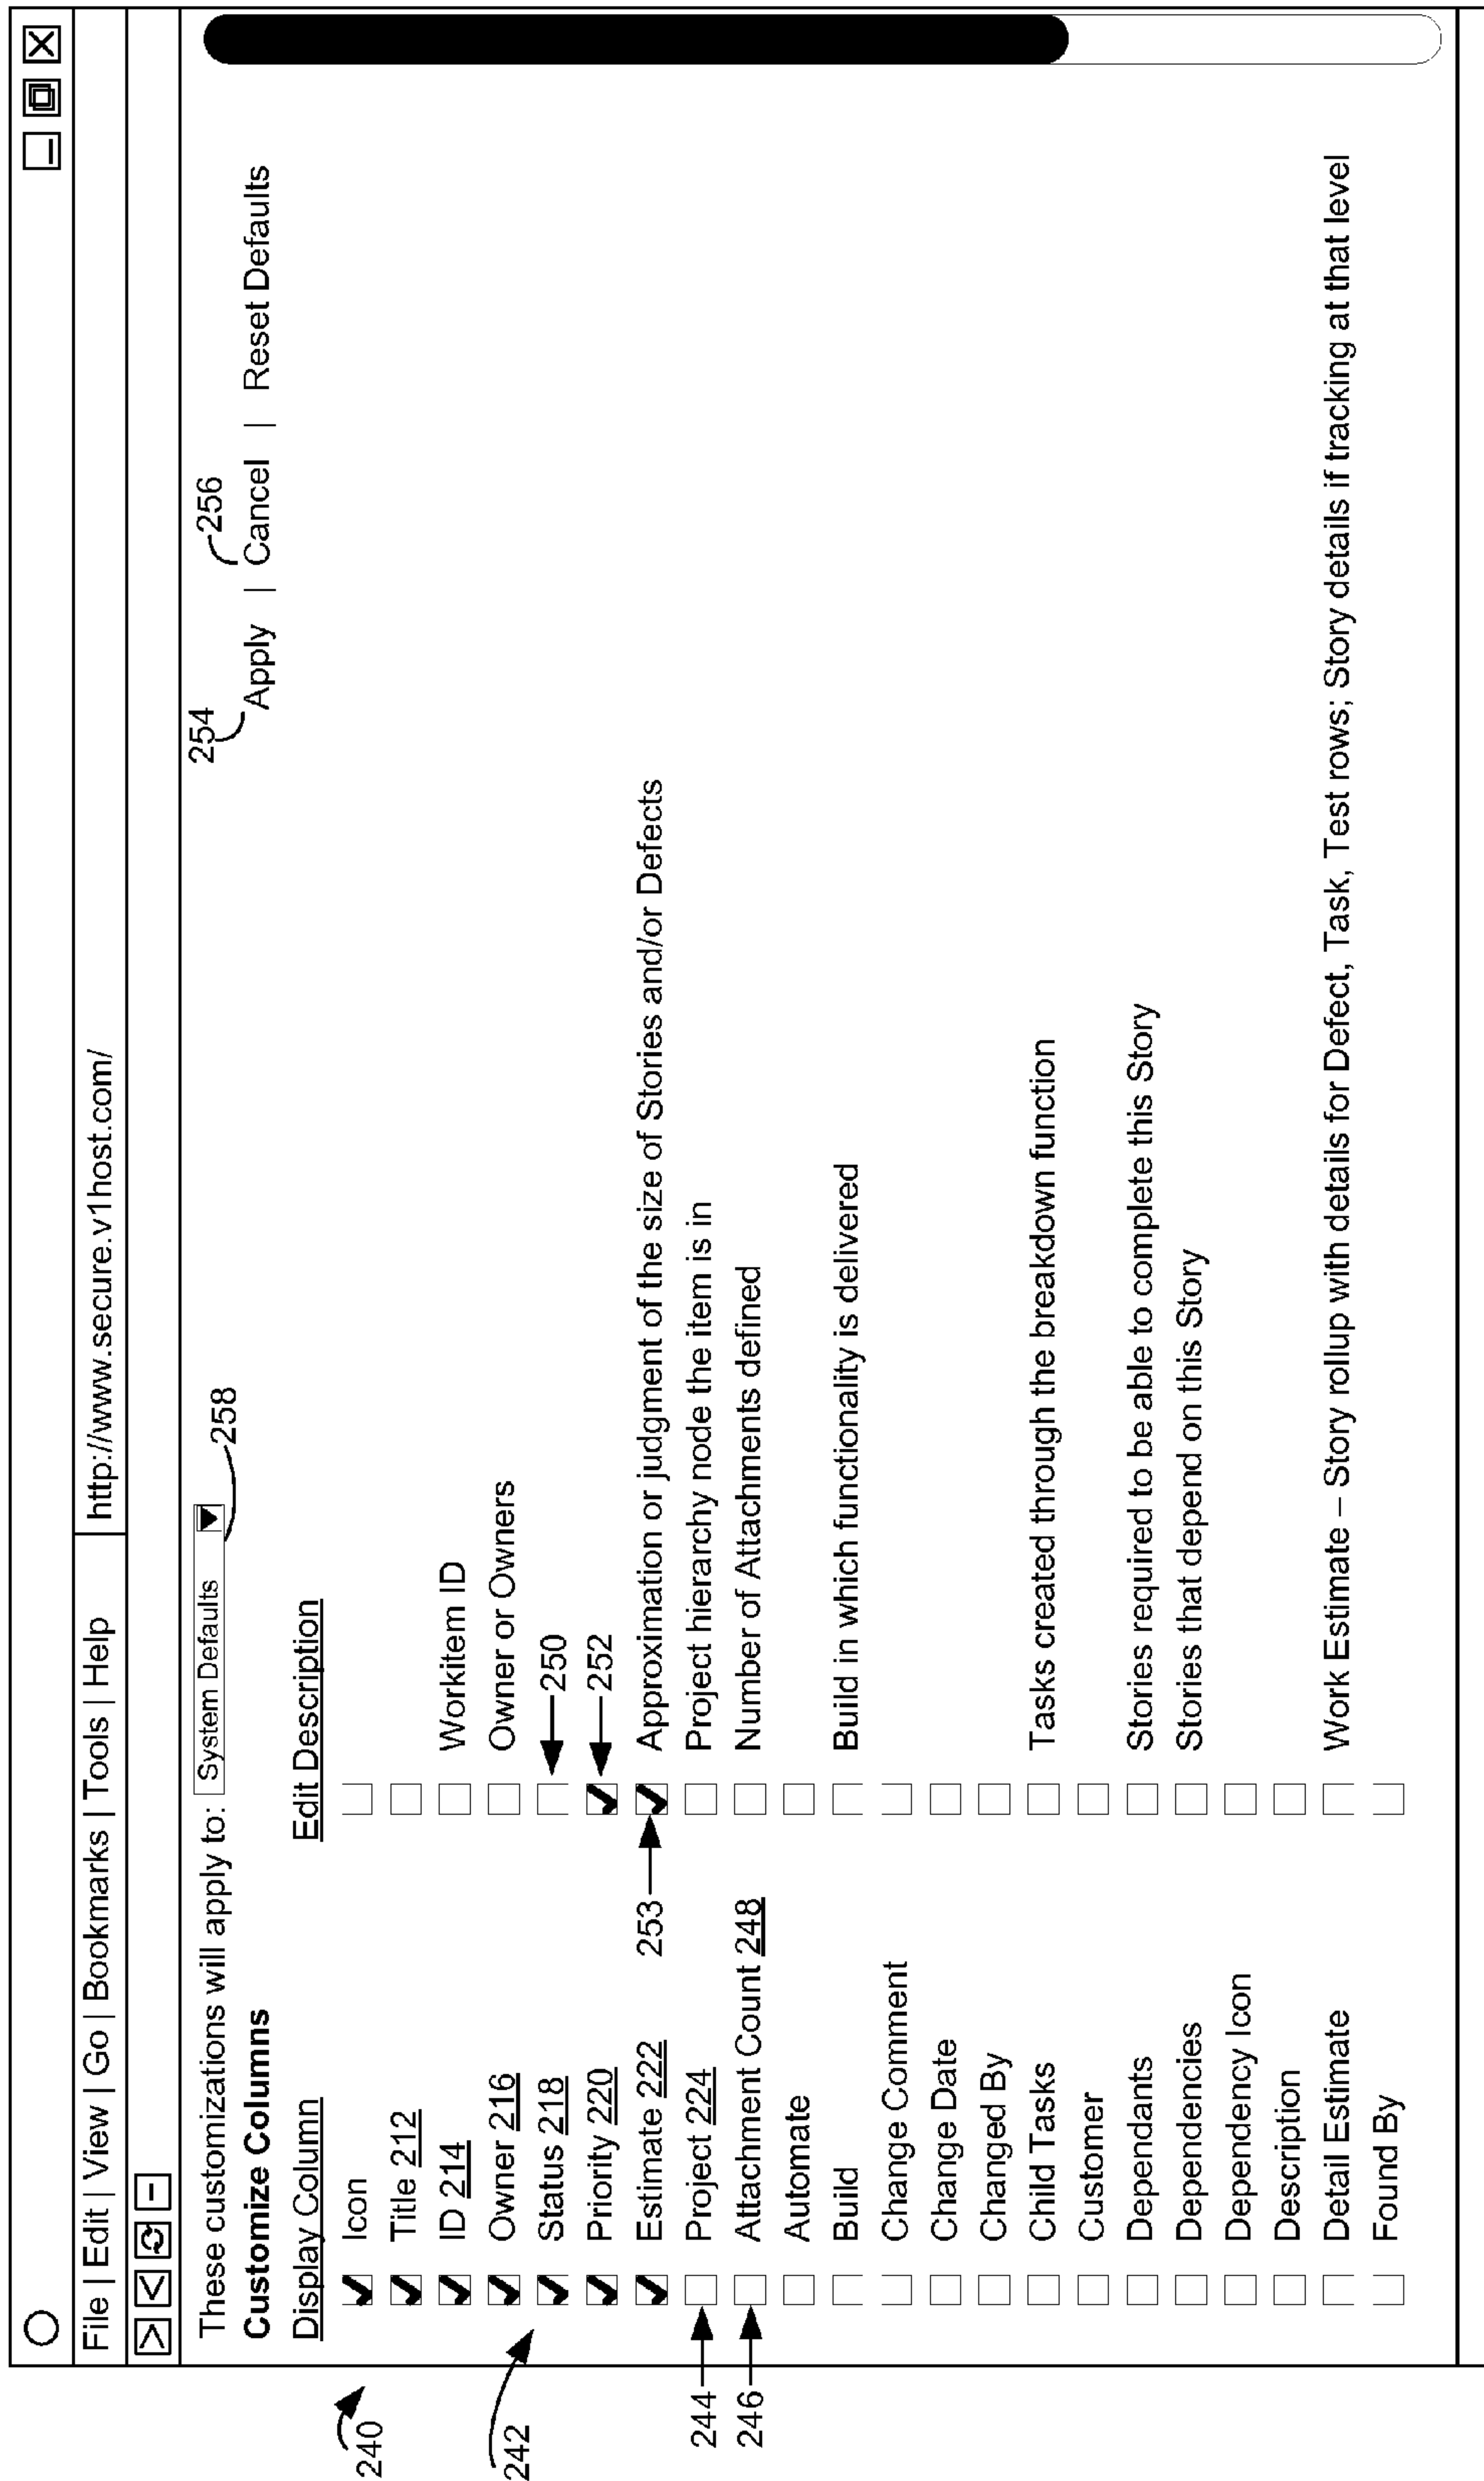 File | Edit | View | Go | Bookmarks | Tools | Help
http://www.secure.v1host.com/
These customizations will apply to: System Defaults
258
254
256
Customize Columns
Apply | Cancel | Reset Defaults
Display Column
Edit Description
240
Icon
Title 212
ID 214
Workitem ID
Owner 216
Owner or Owners
242
Status 218
250
Priority 220
252
Estimate 222
253
Approximation or judgment of the size of Stories and/or Defects
244
Project 224
Project hierarchy node the item is in
246
Attachment Count 248
Number of Attachments defined
Automate
Build
Build in which functionality is delivered
Change Comment
Change Date
Changed By
Child Tasks
Tasks created through the breakdown function
Customer
Dependants
Stories required to be able to complete this Story
Dependencies
Stories that depend on this Story
Dependency Icon
Description
Detail Estimate
Work Estimate – Story rollup with details for Defect, Task, Test rows; Story details if tracking at that level
Found By